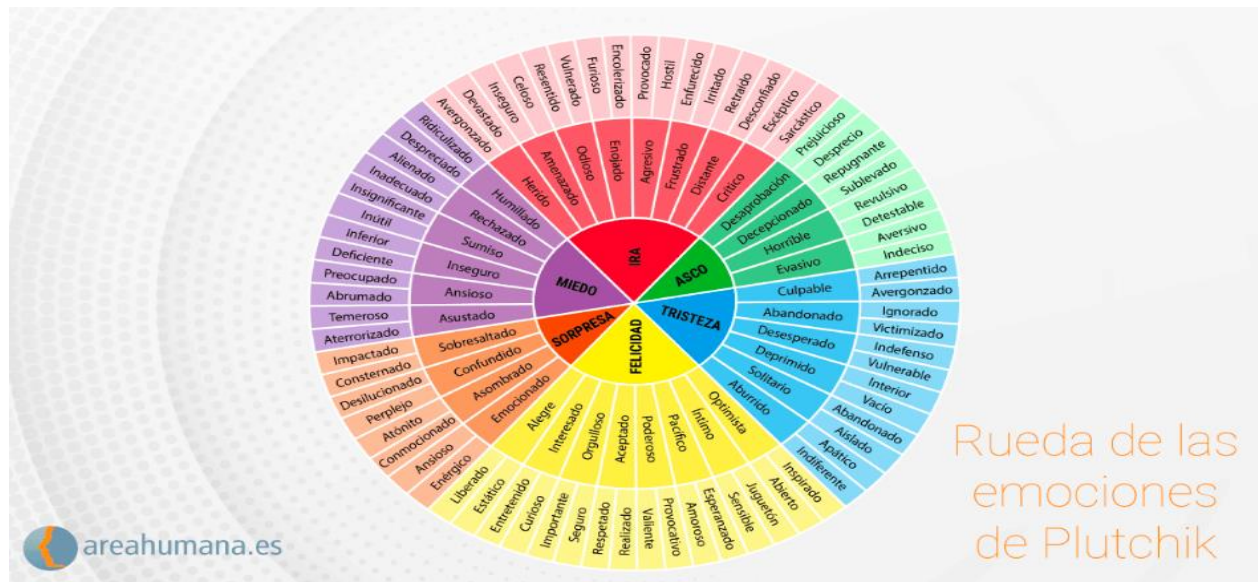 IRA
ASCO
TRISTEZA
FELICIDAD
SORPRESA
MIEDO
Herido
Amenazado
Odioso
Enojado
Agresivo
Frustrado
Distante
Crítico
Desaprobación
Decepcionado
Horrible
Evasivo
Culpable
Abandonado
Desesperado
Deprimido
Solitario
Aburrido
Optimista
Íntimo
Pacífico
Poderoso
Aceptado
Orgulloso
Interesado
Alegre
Emocionado
Asombrado
Confundido
Sobresaltado
Asustado
Ansioso
Inseguro
Sumiso
Rechazado
Humillado
Avergonzado
Devastado
Inseguro
Celoso
Resentido
Vulnerado
Furioso
Encolerizado
Provocado
Hostil
Enfurecido
Irritado
Retraído
Desconfiado
Escéptico
Sarcástico
Prejuicioso
Desprecio
Repugnante
Sublevado
Revulsivo
Detestable
Aversivo
Indeciso
Arrepentido
Avergonzado
Ignorado
Victimizado
Indefenso
Vulnerable
Interior
Vacío
Abandonado
Aislado
Apático
Indiferente
Inspirado
Abierto
Juguetón
Sensible
Esperanzado
Amoroso
Provocativo
Valiente
Realizado
Respetado
Seguro
Importante
Curioso
Entretenido
Estático
Liberado
Enérgico
Ansioso
Conmocionado
Atónito
Perplejo
Desilucionado
Consternado
Impactado
Aterrorizado
Temeroso
Abrumado
Preocupado
Deficiente
Inferior
Inútil
Insignificante
Inadecuado
Alienado
Despreciado
Ridiculizado
Rueda de las
emociones
de Plutchik
areahumana.es